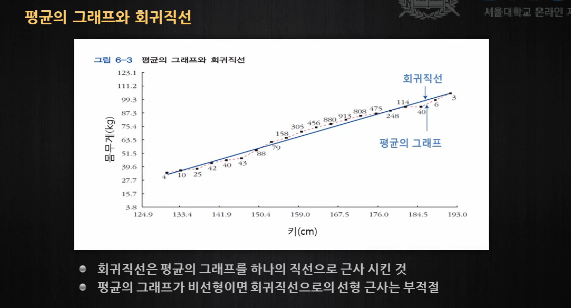 평균의 그래프와 회귀직선
서울대학교 온라인
그림 6-3 평균의 그래프와 회귀직선
123.1
111.2
99.3
87.3
75.4
63.5
51.5
39.6
27.7
15.7
3.8
몸무게(kg)
회귀직선
평균의 그래프
4 10 25 42 40 43 88 79 158 305 456 880 913 808 475 248 114 40 6 3
124.9 133.4 141.9 150.4 159.0 167.5 176.0 184.5 193.0
키(cm)
회귀직선은 평균의 그래프를 하나의 직선으로 근사 시킨 것
평균의 그래프가 비선형이면 회귀직선으로의 선형 근사는 부적절